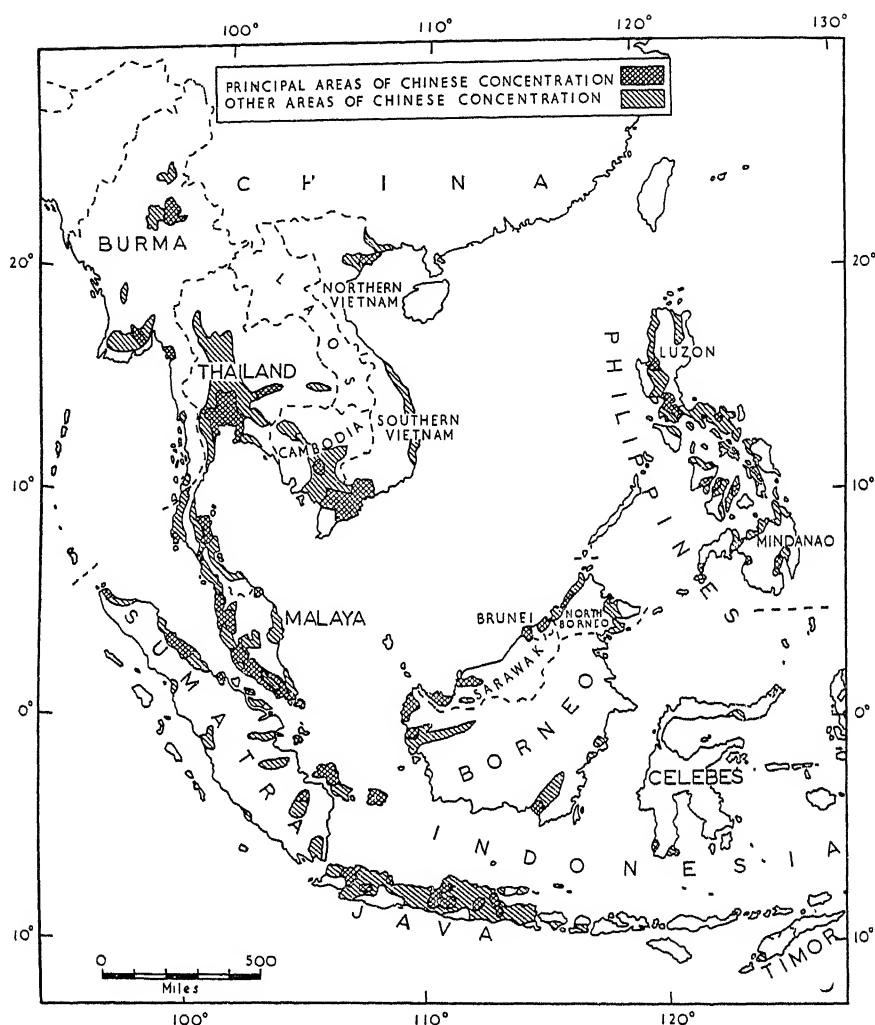 100° 110° 120° 130°
PRINCIPAL AREAS OF CHINESE CONCENTRATION
OTHER AREAS OF CHINESE CONCENTRATION
CHINA
BURMA
20° 20°
NORTHERN
VIETNAM
LAOS
LUZON
THAILAND
PHILIPPINES
SOUTHERN
VIETNAM
CAMBODIA
10° 10°
MINDANAO
MALAYA
BRUNEI
NORTH
BORNEO
SARAWAK
SUMATRA
0° 0°
BORNEO
CELEBES
INDONESIA
JAVA
10° 10°
TIMOR
0 500
Miles
100° 110° 120°